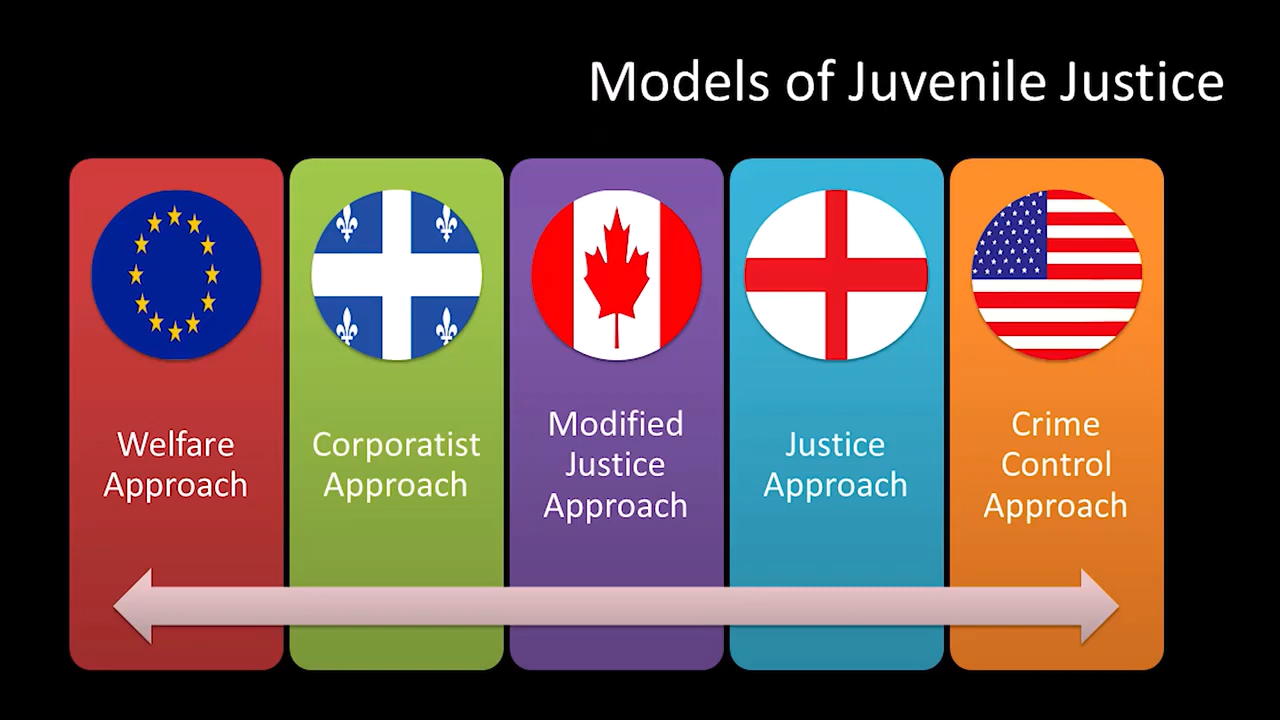 Models of Juvenile Justice
Welfare
Approach
Corporatist
Approach
Modified
Justice
Approach
Justice
Approach
Crime
Control
Approach